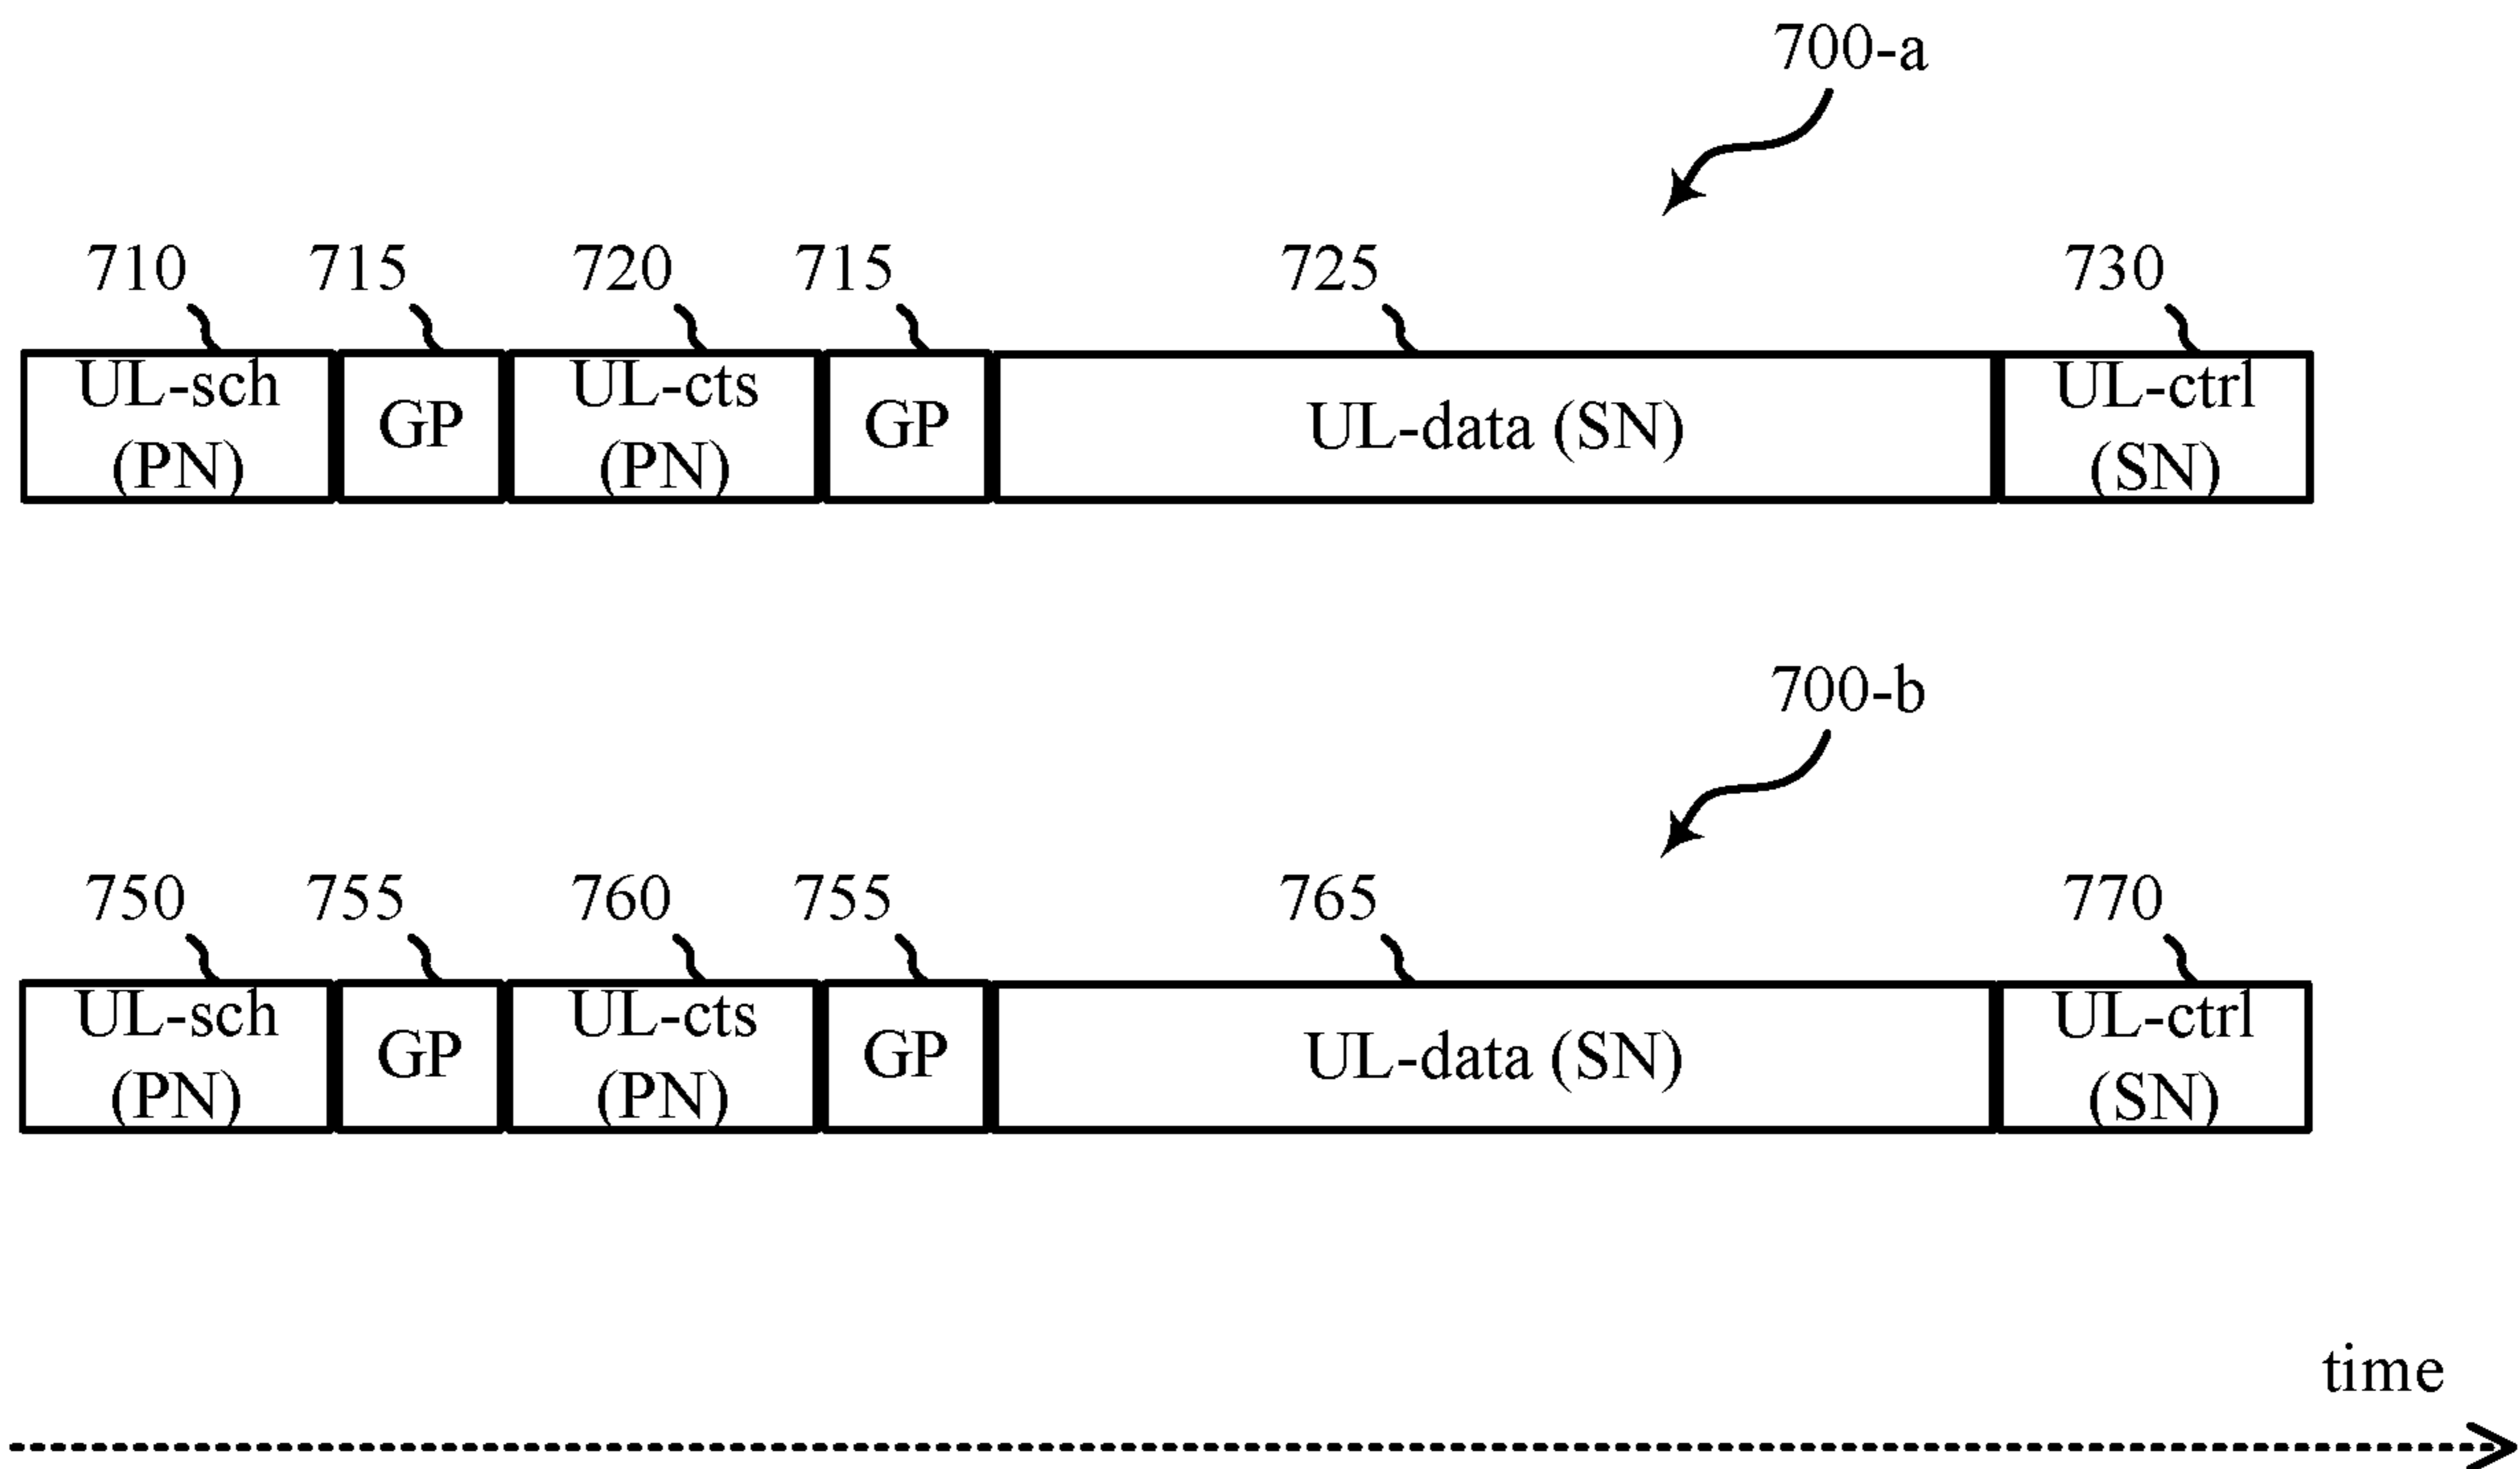 700-a
710 715 720 715 725 730
UL-sch (PN) GP UL-cts (PN) GP UL-data (SN) UL-ctrl (SN)
700-b
750 755 760 755 765 770
UL-sch (PN) GP UL-cts (PN) GP UL-data (SN) UL-ctrl (SN)
time